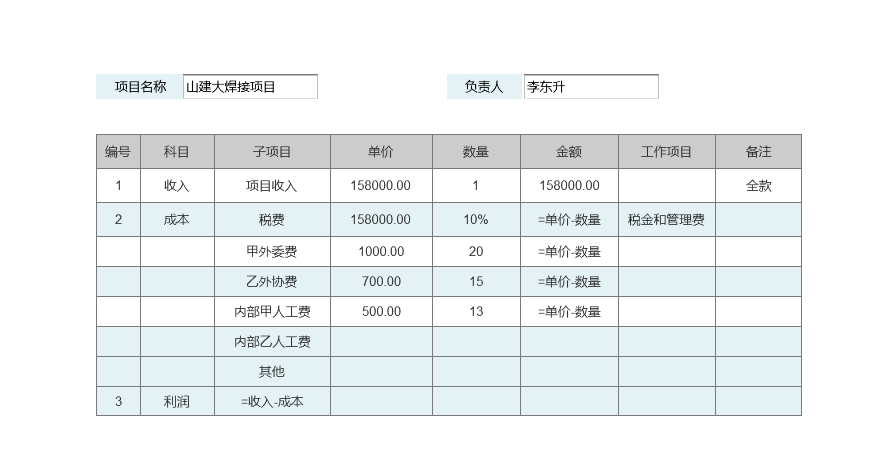 项目名称 山建大焊接项目 负责人 李东升
编号 科目 子项目 单价 数量 金额 工作项目 备注
1 收入 项目收入 158000.00 1 158000.00 全款
2 成本 税费 158000.00 10% =单价-数量 税金和管理费
甲外委费 1000.00 20 =单价-数量
乙外协费 700.00 15 =单价-数量
内部甲人工费 500.00 13 =单价-数量
内部乙人工费
其他
3 利润 =收入-成本